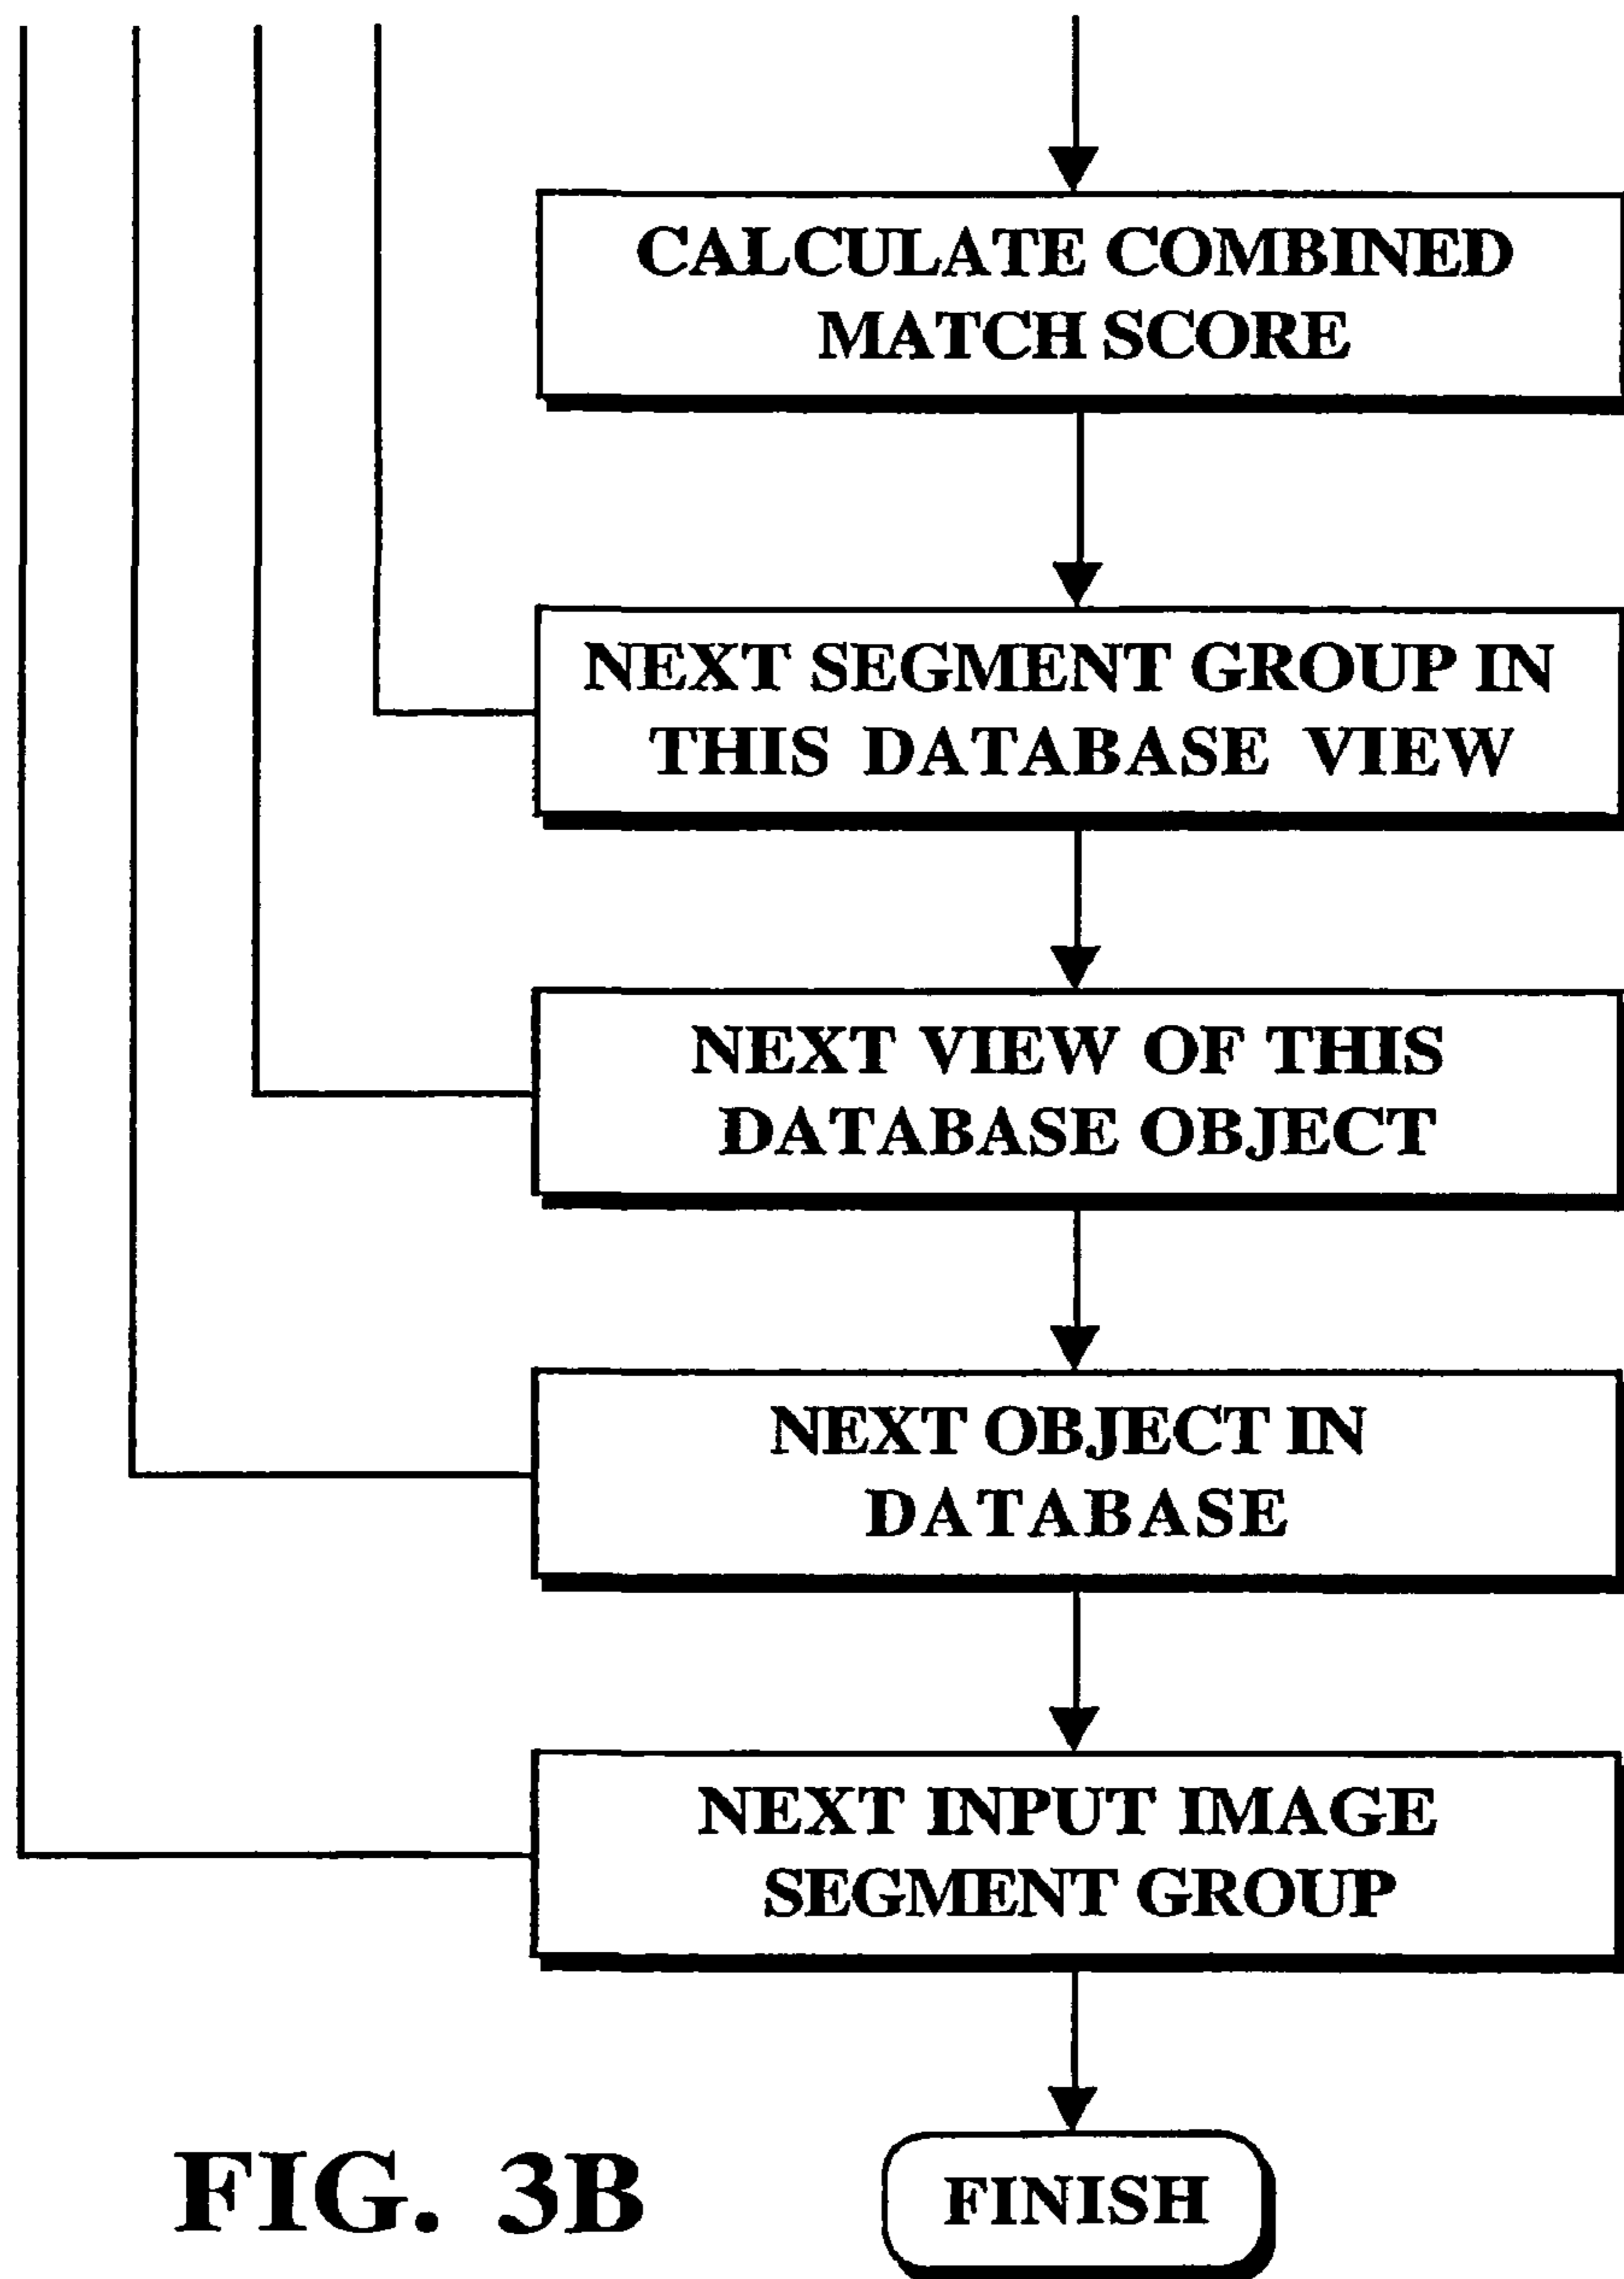 CALCULATE COMBINED
MATCH SCORE
NEXT SEGMENT GROUP IN
THIS DATABASE VIEW
NEXT VIEW OF THIS
DATABASE OBJECT
NEXT OBJECT IN
DATABASE
NEXT INPUT IMAGE
SEGMENT GROUP
FINISH
FIG. 3B